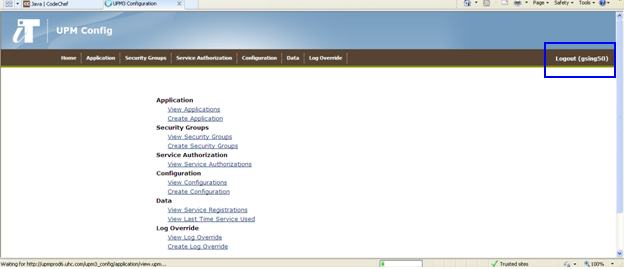 Java | CodeChef
UPM3 Configuration
Page
Safety
Tools
iT
UPM Config
Home
Application
Security Groups
Service Authorization
Configuration
Data
Log Override
Logout (gsing50)
Application
View Applications
Create Application
Security Groups
View Security Groups
Create Security Groups
Service Authorization
View Service Authorizations
Configuration
View Configurations
Create Configuration
Data
View Service Registrations
View Last Time Service Used
Log Override
View Log Override
Create Log Override
Waiting for http://upmprod6.uhc.com/upm3_config/application/view.upm...
Trusted sites
100%